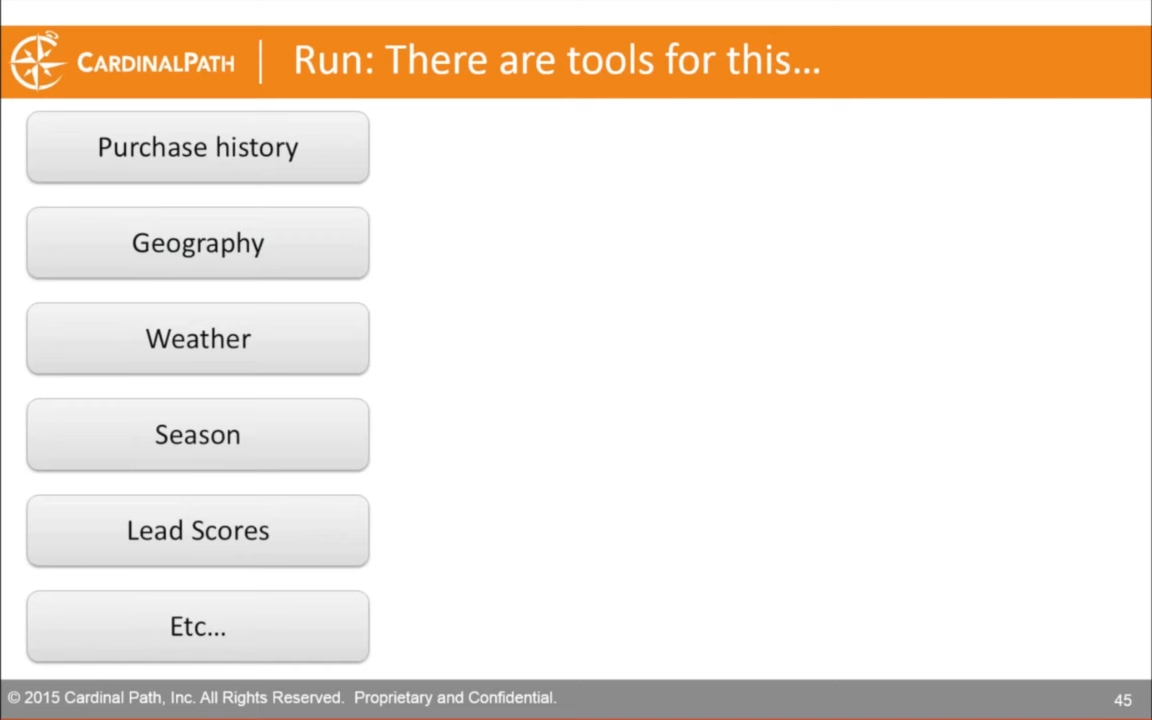 CARDINALPATH
Run: There are tools for this...
Purchase history
Geography
Weather
Season
Lead Scores
Etc...
© 2015 Cardinal Path, Inc. All Rights Reserved. Proprietary and Confidential.
45